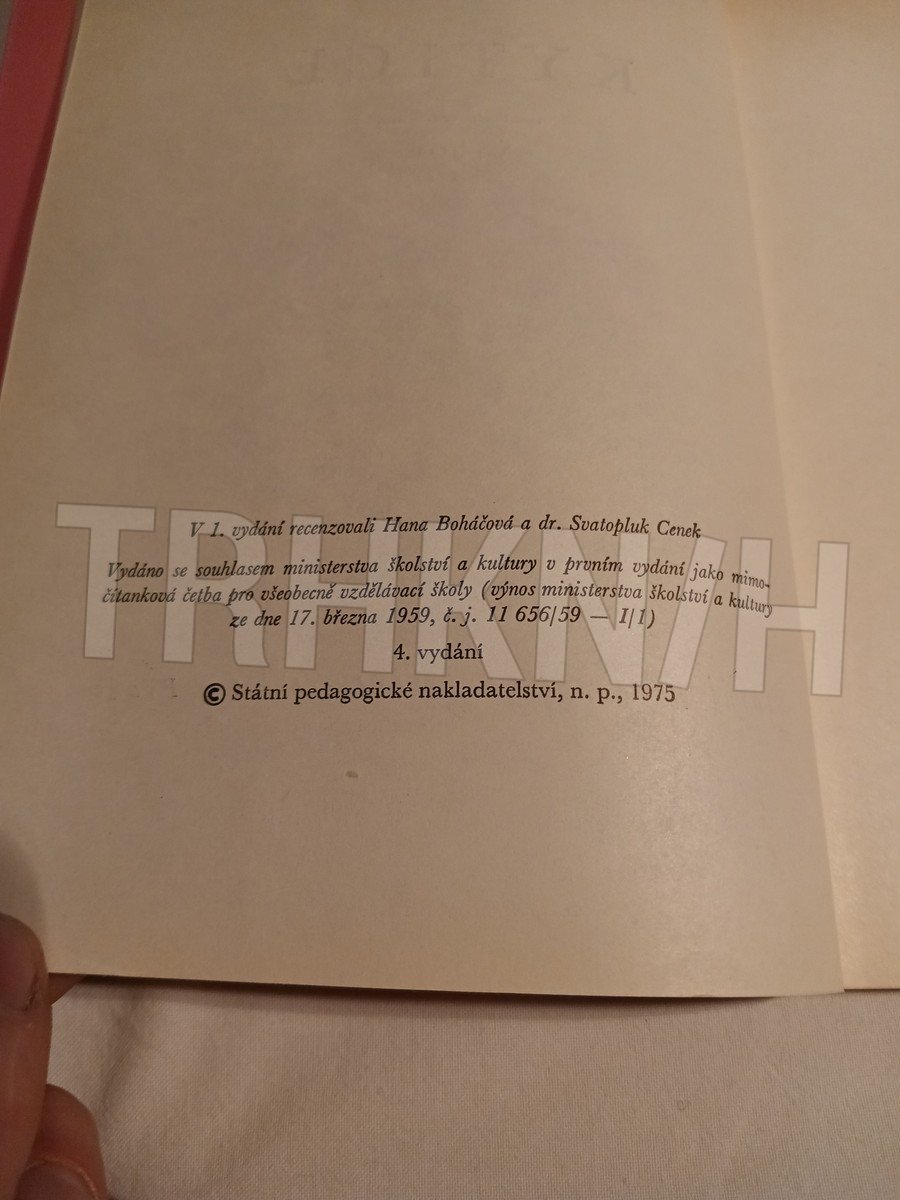 KYTICE
V 1. vydání recenzovali Hana Boháčová a dr. Svatopluk Cenek
Vydáno se souhlasem ministerstva školství a kultury v prvním vydání jako mimo-
čítanková četba pro všeobecně vzdělávací školy (výnos ministerstva školství a kultury
ze dne 17. března 1959, č. j. 11 656/59 — I/1)
4. vydání
© Státní pedagogické nakladatelství, n. p., 1975
TRHKNIH